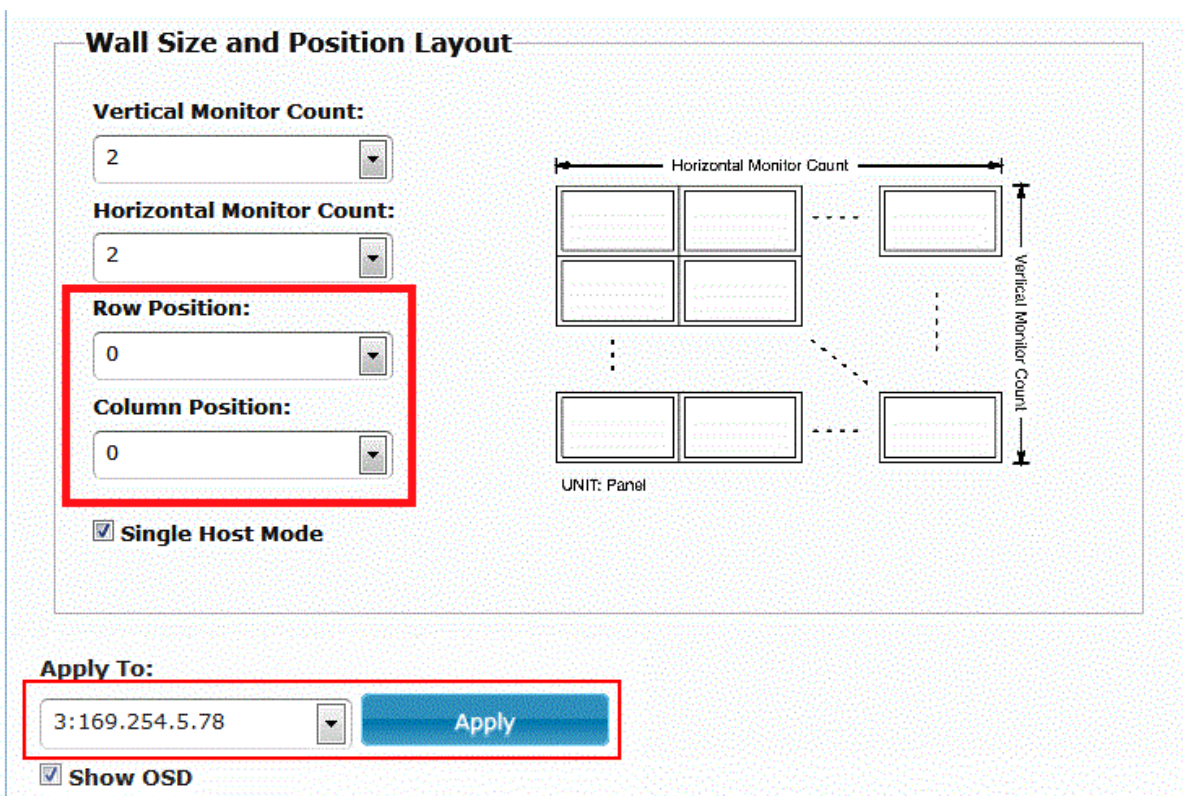 Wall Size and Position Layout
Vertical Monitor Count:
2
Horizontal Monitor Count:
2
Row Position:
0
Column Position:
0
Single Host Mode
Horizontal Monitor Count
Vertical Monitor Count
UNIT: Panel
Apply To:
3:169.254.5.78
Apply
Show OSD